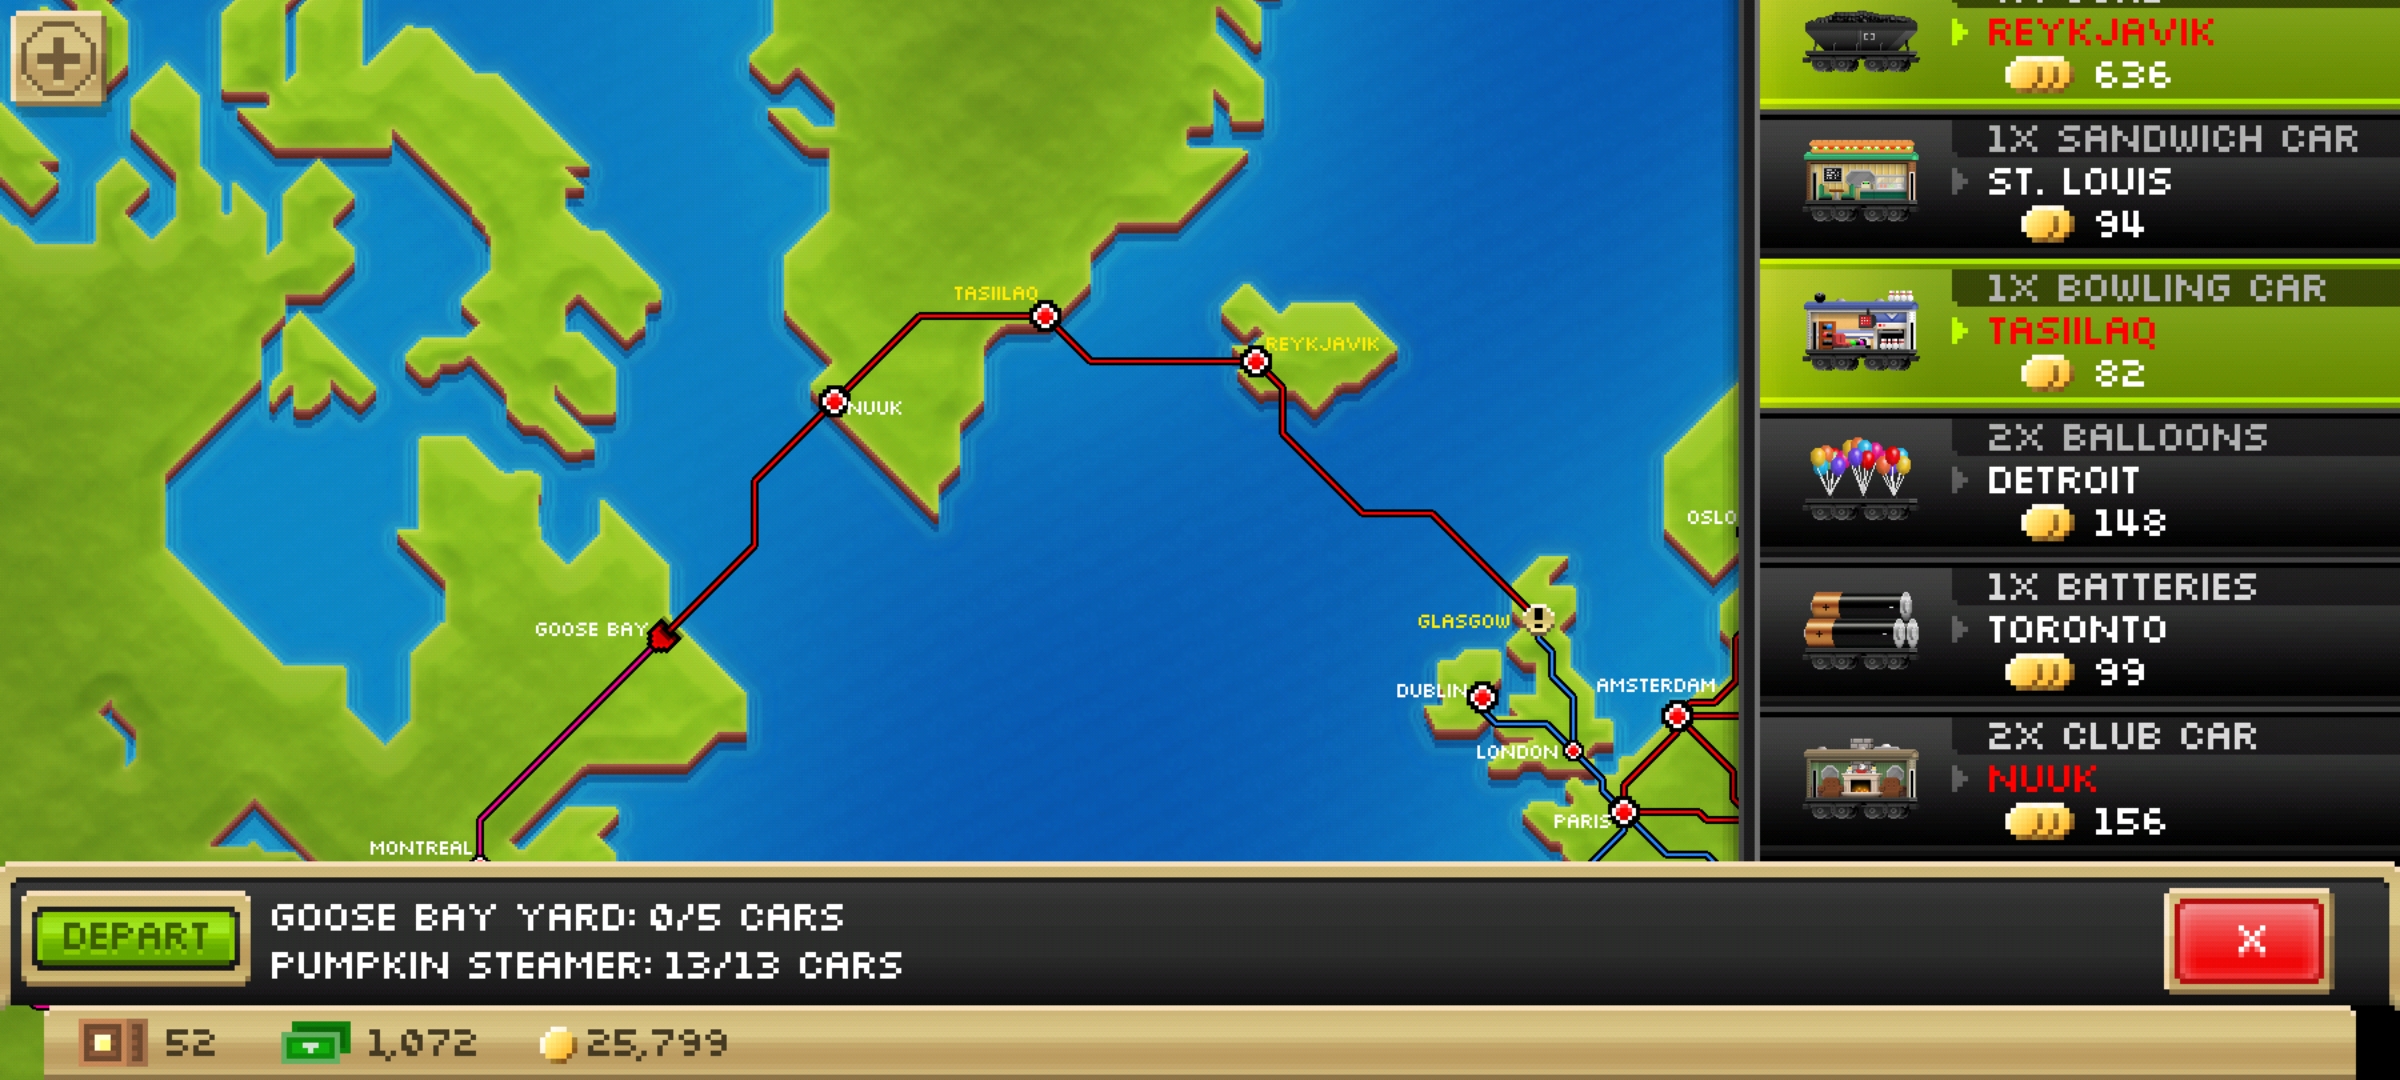 REYKJAVIK
636
1X SANDWICH CAR
ST. LOUIS
94
1X BOWLING CAR
TASIILAQ
82
2X BALLOONS
DETROIT
148
1X BATTERIES
TORONTO
99
2X CLUB CAR
NUUK
156
TASIILAQ
REYKJAVIK
NUUK
OSLO
GOOSE BAY
GLASGOW
DUBLIN
AMSTERDAM
LONDON
PARIS
MONTREAL
DEPART
GOOSE BAY YARD: 0/5 CARS
PUMPKIN STEAMER: 13/13 CARS
X
52
1,072
25,799